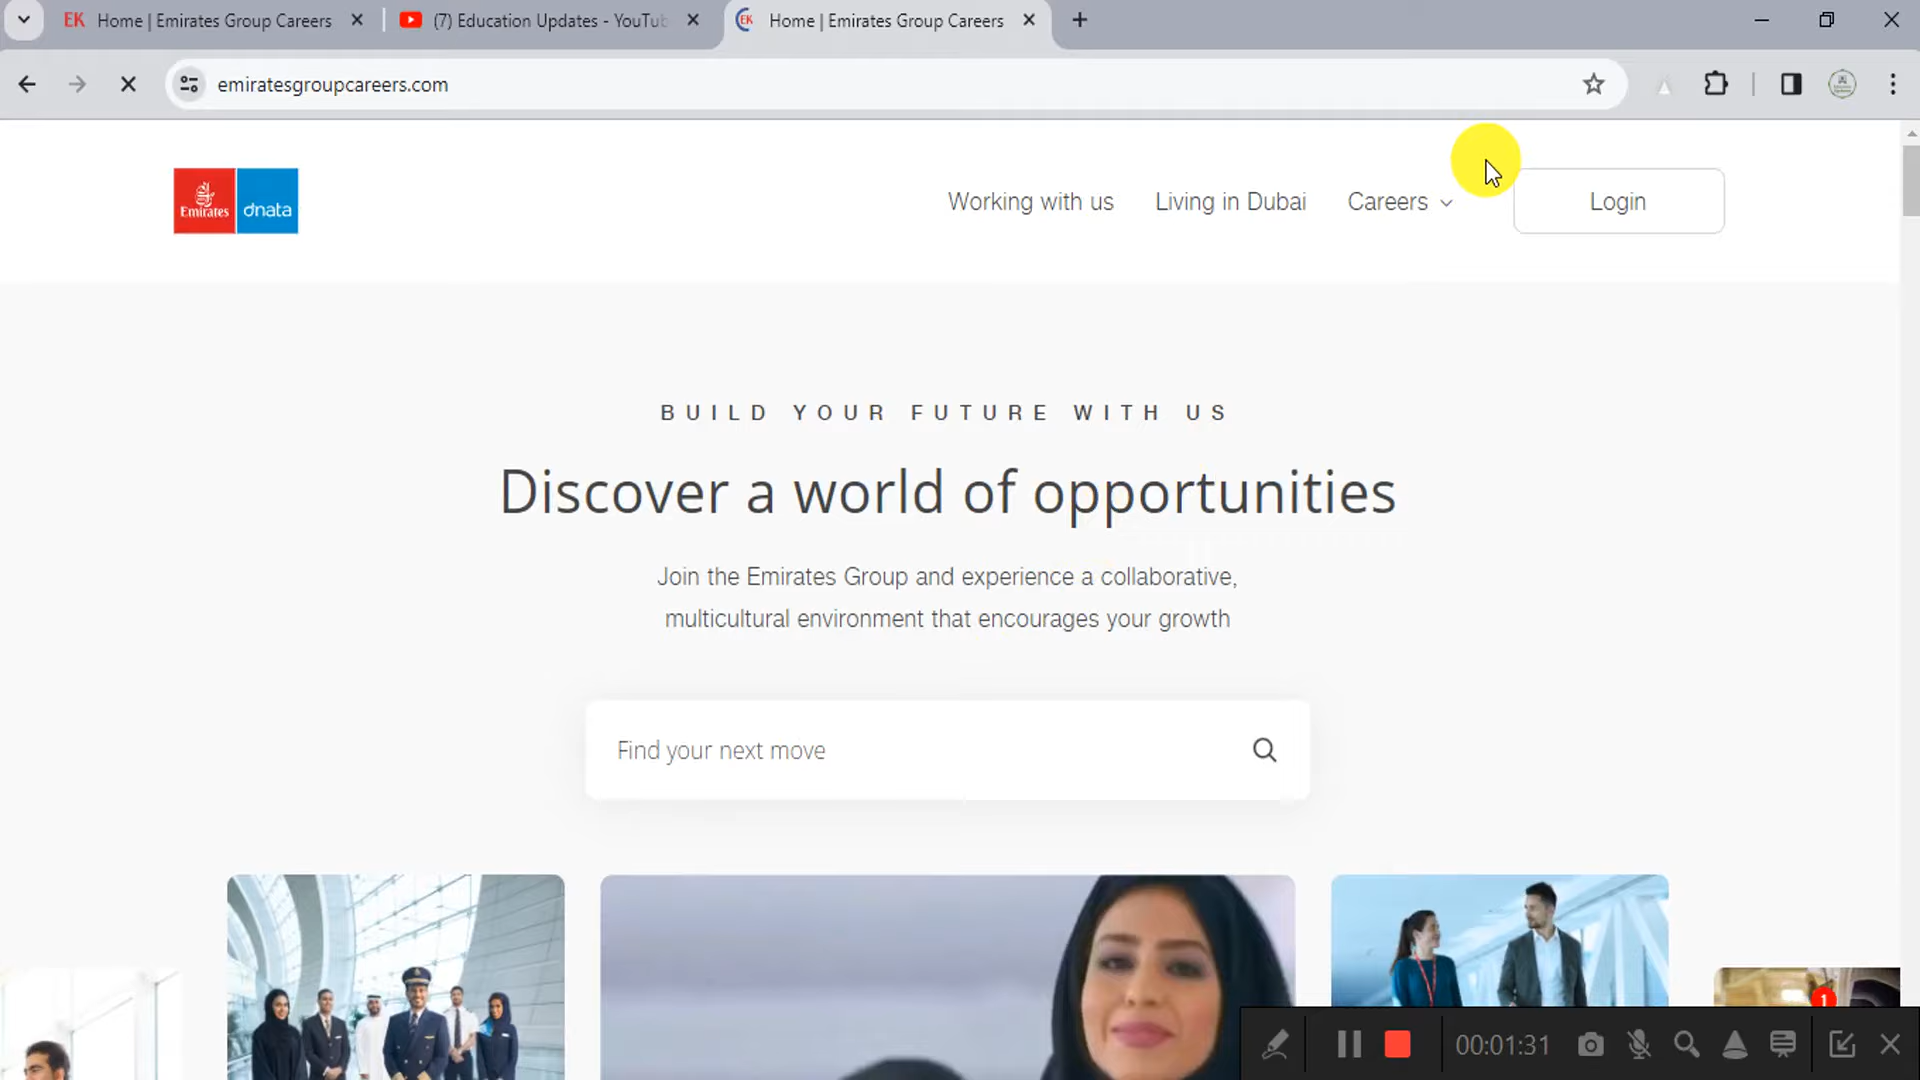 Home | Emirates Group Careers
(7) Education Updates - YouTub
Home | Emirates Group Careers
emiratesgroupcareers.com
Emirates
dnata
Working with us
Living in Dubai
Careers
Login
BUILD YOUR FUTURE WITH US
Discover a world of opportunities
Join the Emirates Group and experience a collaborative,
multicultural environment that encourages your growth
Find your next move
1
00:01:31